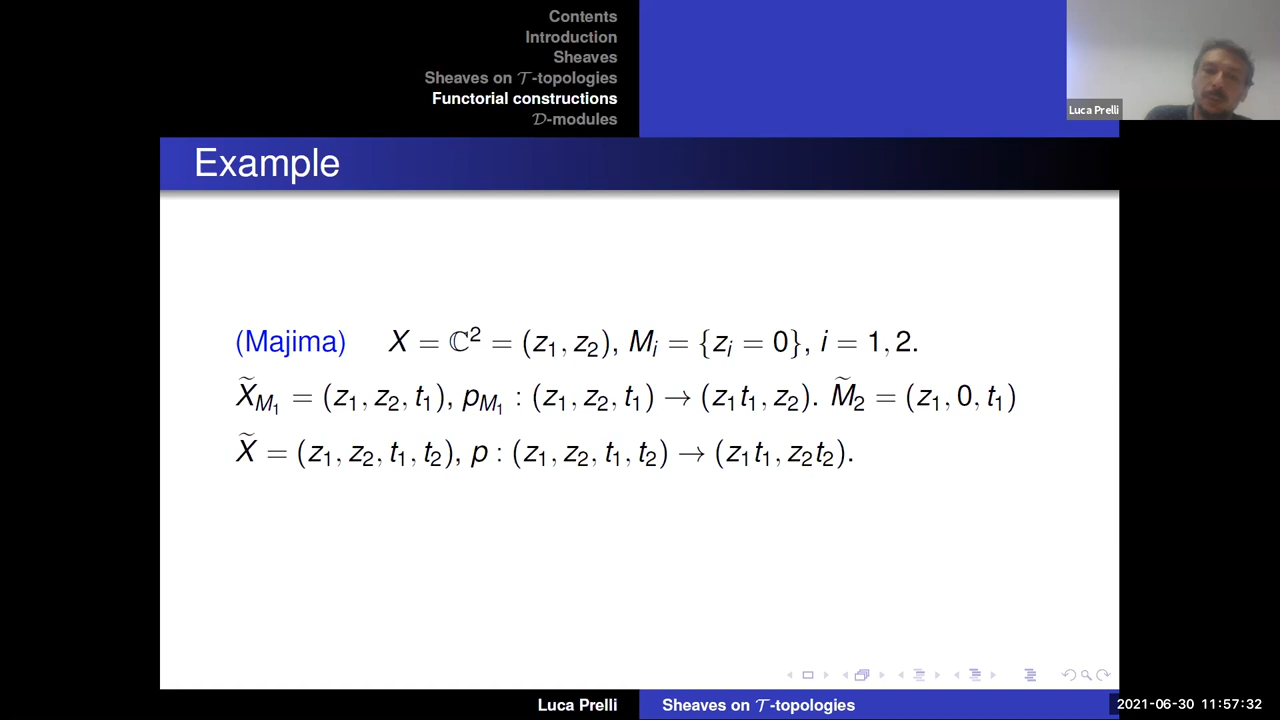 Contents
Introduction
Sheaves
Sheaves on 𝒯-topologies
Functorial constructions
𝒟-modules
Luca Prelli
Example
(Majima) X = ℂ² = (z₁, z₂), Mᵢ = {zᵢ = 0}, i = 1, 2.
X̃_{M₁} = (z₁, z₂, t₁), p_{M₁} : (z₁, z₂, t₁) → (z₁t₁, z₂). M̃₂ = (z₁, 0, t₁)
X̃ = (z₁, z₂, t₁, t₂), p : (z₁, z₂, t₁, t₂) → (z₁t₁, z₂t₂).
Luca Prelli
Sheaves on 𝒯-topologies
2021-06-30 11:57:32